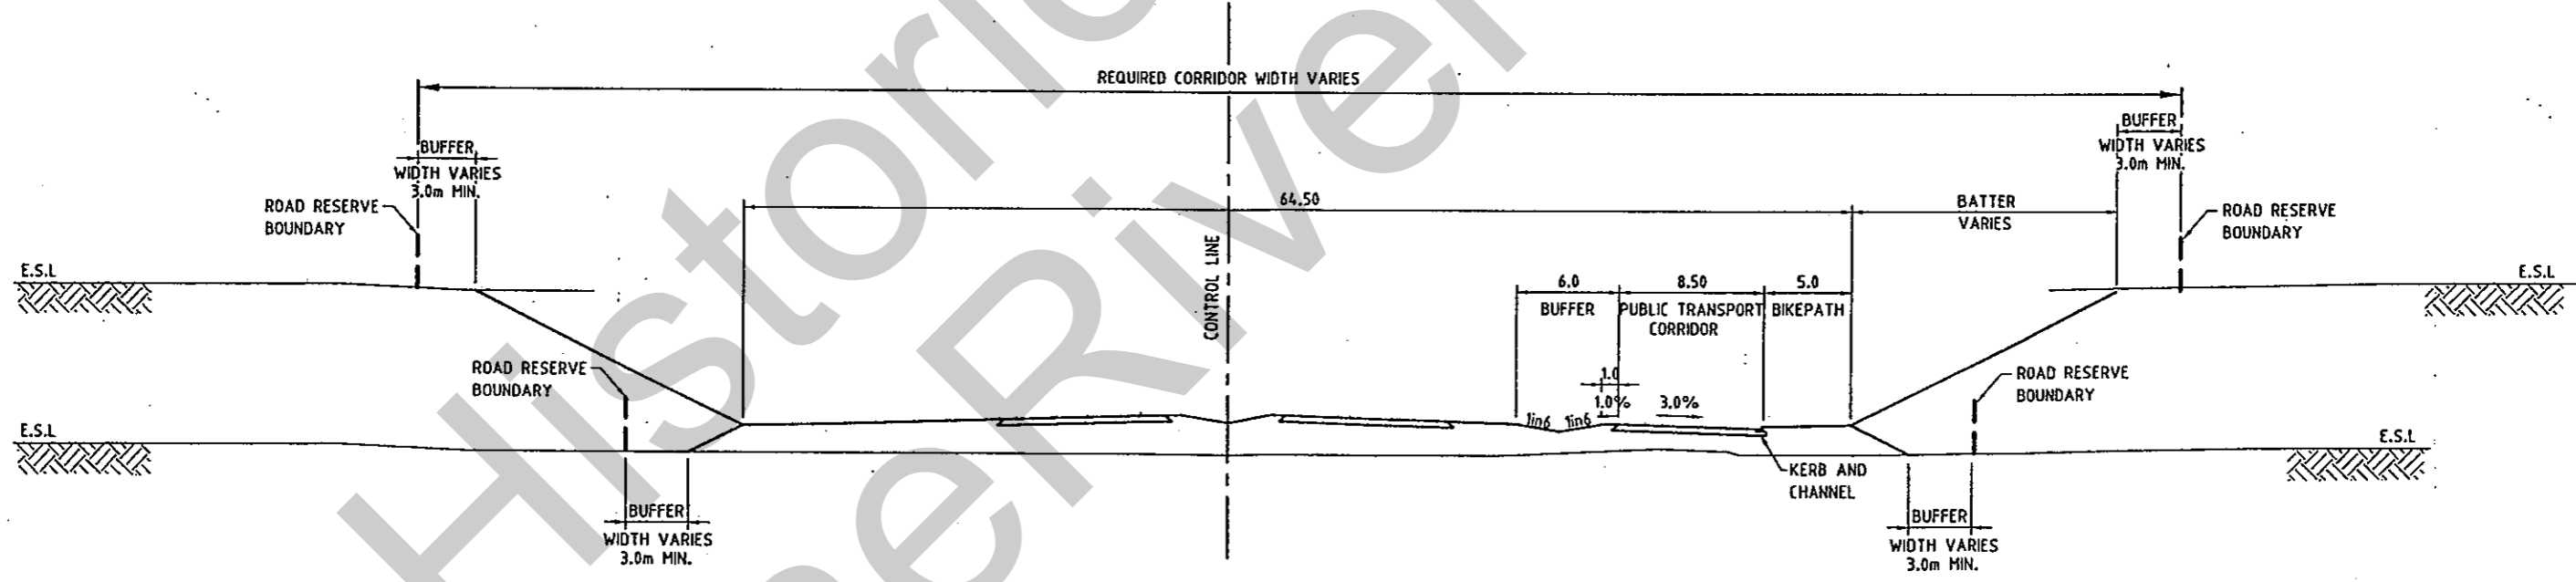 REQUIRED CORRIDOR WIDTH VARIES
BUFFER
WIDTH VARIES
3.0m MIN.
BUFFER
WIDTH VARIES
3.0m MIN.
ROAD RESERVE
BOUNDARY
64.50
BATTER
VARIES
ROAD RESERVE
BOUNDARY
CONTROL LINE
E.S.L
E.S.L
6.0
8.50
5.0
BUFFER
PUBLIC TRANSPORT
CORRIDOR
BIKEPATH
ROAD RESERVE
BOUNDARY
1.0
1.0%
3.0%
ROAD RESERVE
BOUNDARY
1in6
1in6
E.S.L
E.S.L
KERB AND
CHANNEL
BUFFER
WIDTH VARIES
3.0m MIN.
BUFFER
WIDTH VARIES
3.0m MIN.